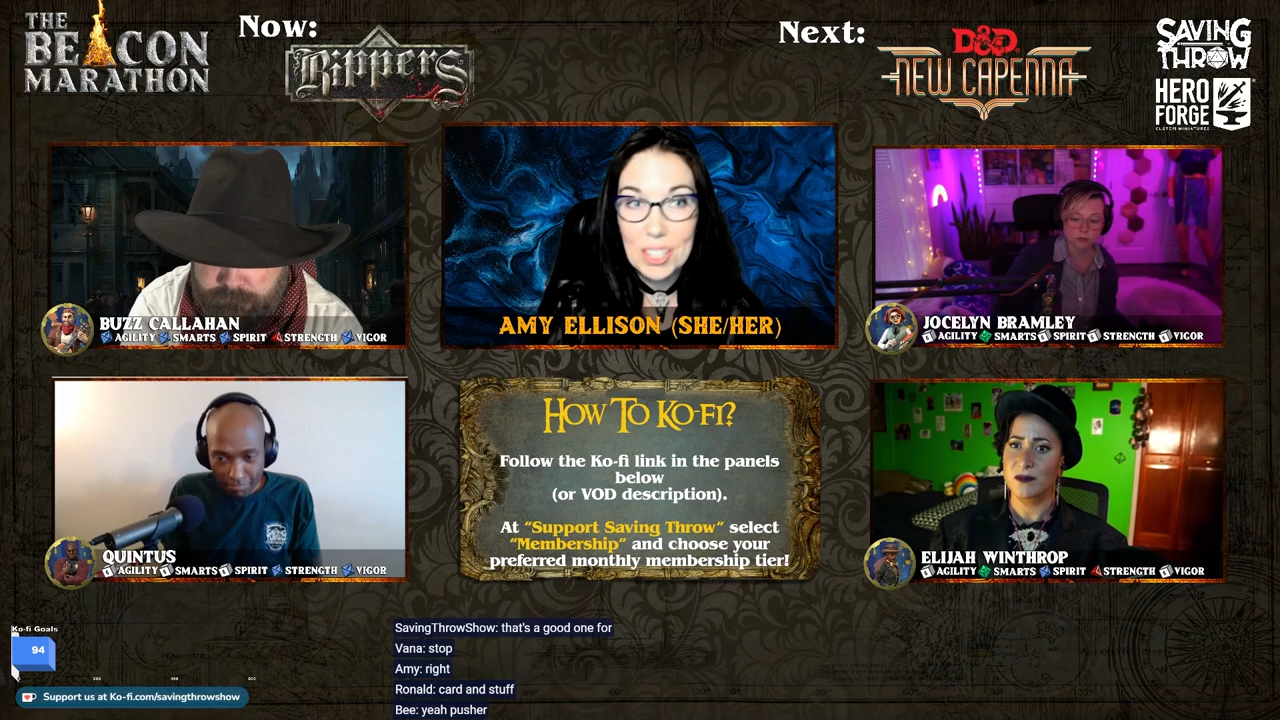 THE
BEACON
MARATHON
Now:
Rippers
Next:
D&D
NEW CAPENNA
SAVING
THROW
HERO
FORGE
CUSTOM MINIATURES
BUZZ CALLAHAN
AGILITY SMARTS SPIRIT STRENGTH VIGOR
AMY ELLISON (SHE/HER)
JOCELYN BRAMLEY
AGILITY SMARTS SPIRIT STRENGTH VIGOR
QUINTUS
AGILITY SMARTS SPIRIT STRENGTH VIGOR
HOW TO KO-FI?
Follow the Ko-fi link in the panels
below
(or VOD description).
At “Support Saving Throw” select
“Membership” and choose your
preferred monthly membership tier!
ELIJAH WINTHROP
AGILITY SMARTS SPIRIT STRENGTH VIGOR
Ko-fi Goals
94
Support us at Ko-fi.com/savingthrowshow
SavingThrowShow: that's a good one for
Vana: stop
Amy: right
Ronald: card and stuff
Bee: yeah pusher